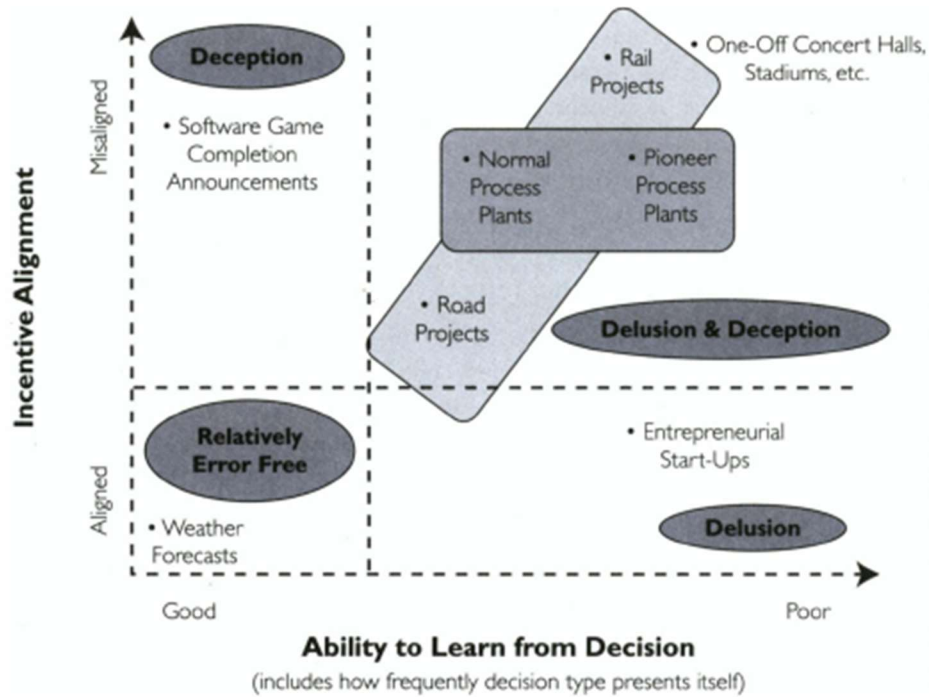 Incentive Alignment
Misaligned
Aligned
Deception
• Software Game
Completion
Announcements
• Rail
Projects
• One-Off Concert Halls,
Stadiums, etc.
• Normal
Process
Plants
• Pioneer
Process
Plants
• Road
Projects
Delusion & Deception
Relatively
Error Free
• Weather
Forecasts
• Entrepreneurial
Start-Ups
Delusion
Good
Poor
Ability to Learn from Decision
(includes how frequently decision type presents itself)